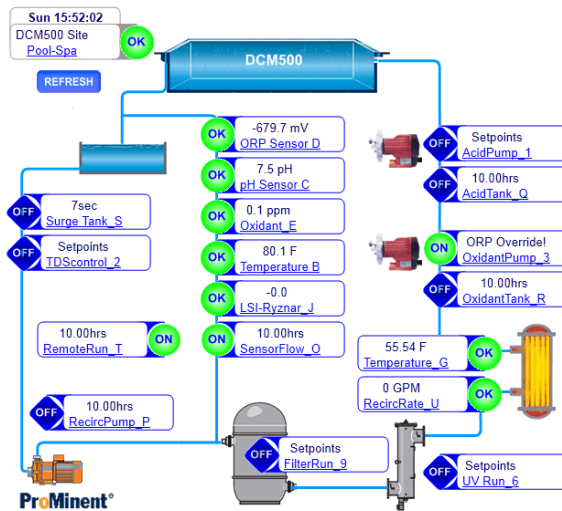 Sun 15:52:02
DCM500 Site
Pool-Spa
OK
REFRESH
DCM500
OK
-679.7 mV
ORP Sensor D
OK
7.5 pH
pH Sensor C
OK
0.1 ppm
Oxidant_E
OK
80.1 F
Temperature B
OK
-0.0
LSI-Ryznar_J
ON
10.00hrs
SensorFlow_O
OFF
7sec
Surge Tank_S
OFF
Setpoints
TDScontrol_2
10.00hrs
RemoteRun_T
ON
OFF
10.00hrs
RecircPump_P
OFF
Setpoints
AcidPump_1
OFF
10.00hrs
AcidTank_Q
ON
ORP Override!
OxidantPump_3
OFF
10.00hrs
OxidantTank_R
55.54 F
Temperature_G
OK
0 GPM
RecircRate_U
OK
OFF
Setpoints
FilterRun_9
OFF
Setpoints
UV Run_6
ProMinent®